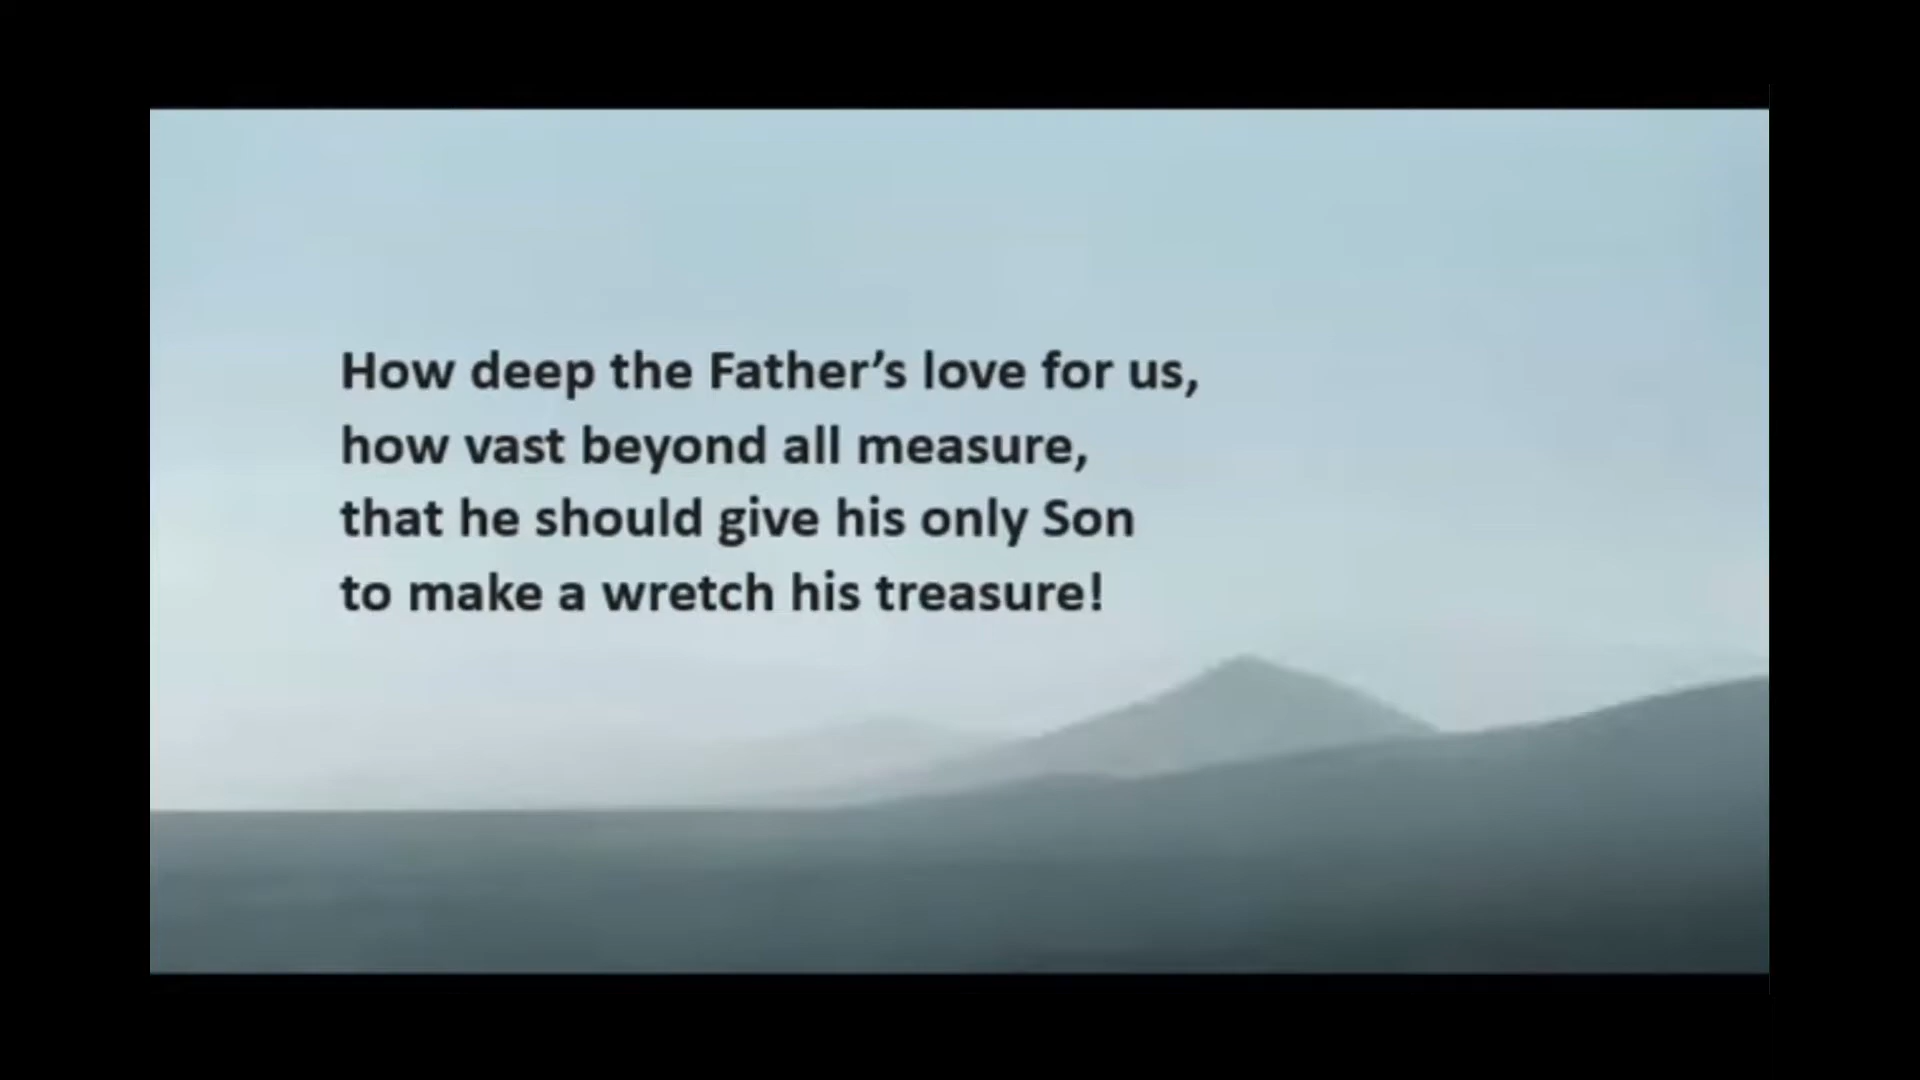 How deep the Father’s love for us,
how vast beyond all measure,
that he should give his only Son
to make a wretch his treasure!